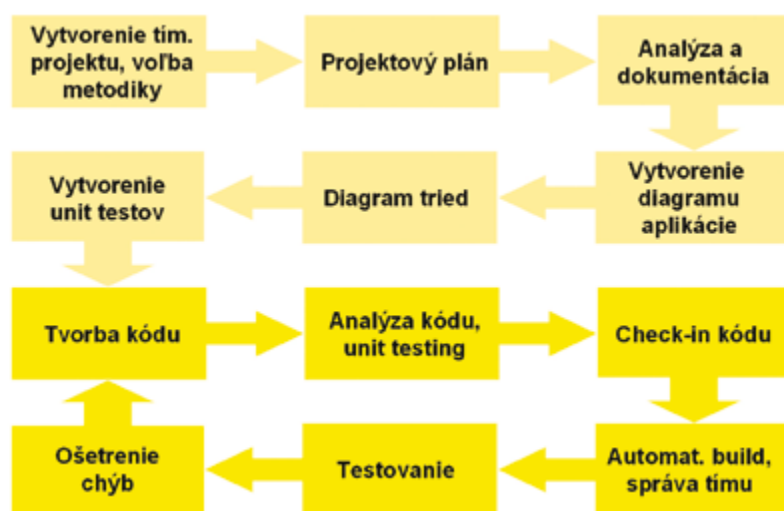 Vytvorenie tím.
projektu, voľba
metodiky
Projektový plán
Analýza a
dokumentácia
Vytvorenie
unit testov
Diagram tried
Vytvorenie
diagramu
aplikácie
Tvorba kódu
Analýza kódu,
unit testing
Check-in kódu
Ošetrenie
chýb
Testovanie
Automat. build,
správa tímu